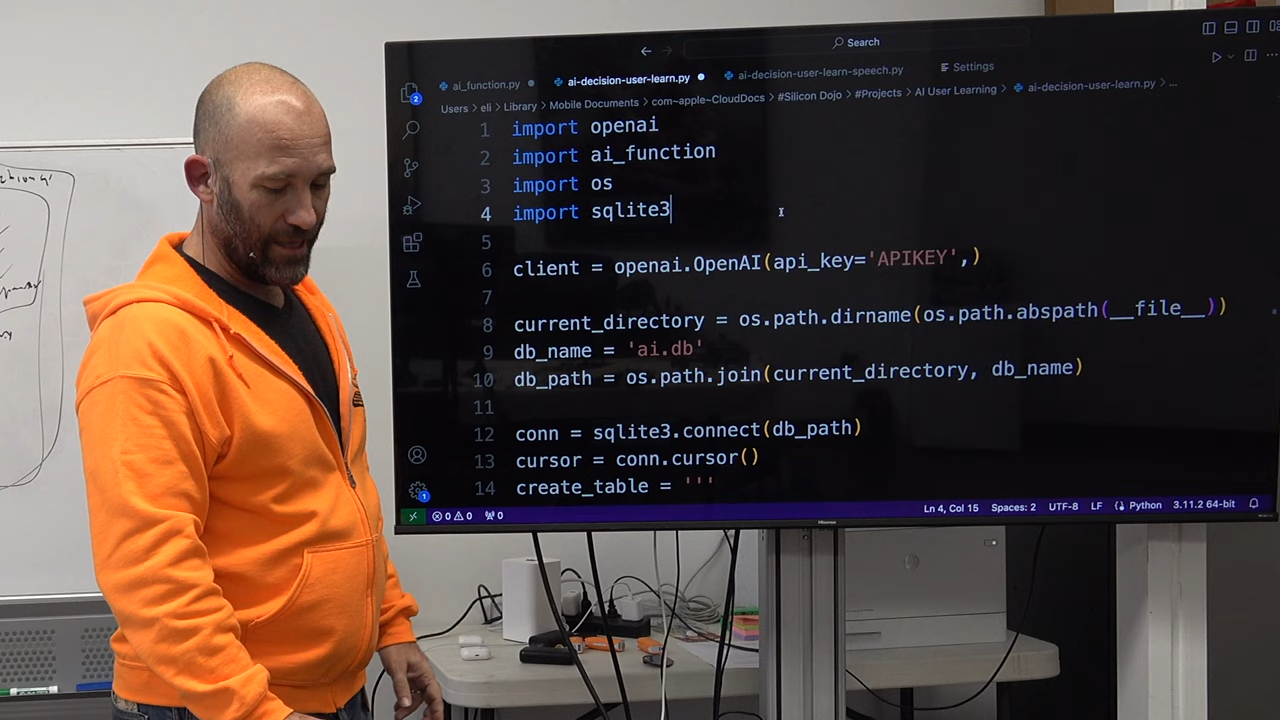 Search
ai_function.py
ai-decision-user-learn.py
ai-decision-user-learn-speech.py
Settings
Users > eli > Library > Mobile Documents > com~apple~CloudDocs > #Silicon Dojo > #Projects > AI User Learning > ai-decision-user-learn.py > ...
2
1 import openai
2 import ai_function
3 import os
4 import sqlite3
5
6 client = openai.OpenAI(api_key='APIKEY',)
7
8 current_directory = os.path.dirname(os.path.abspath(__file__))
9 db_name = 'ai.db'
10 db_path = os.path.join(current_directory, db_name)
11
12 conn = sqlite3.connect(db_path)
13 cursor = conn.cursor()
14 create_table = '''
1
0 0 0 Ln 4, Col 15 Spaces: 2 UTF-8 LF Python 3.11.2 64-bit
Hisense